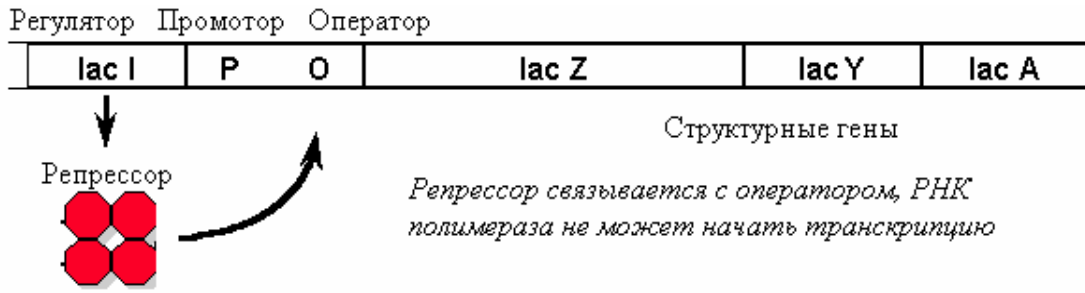 Регулятор Промотор Оператор
lac I P O lac Z lac Y lac A
Структурные гены
Репрессор
Репрессор связывается с оператором, РНК
полимераза не может начать транскрипцию